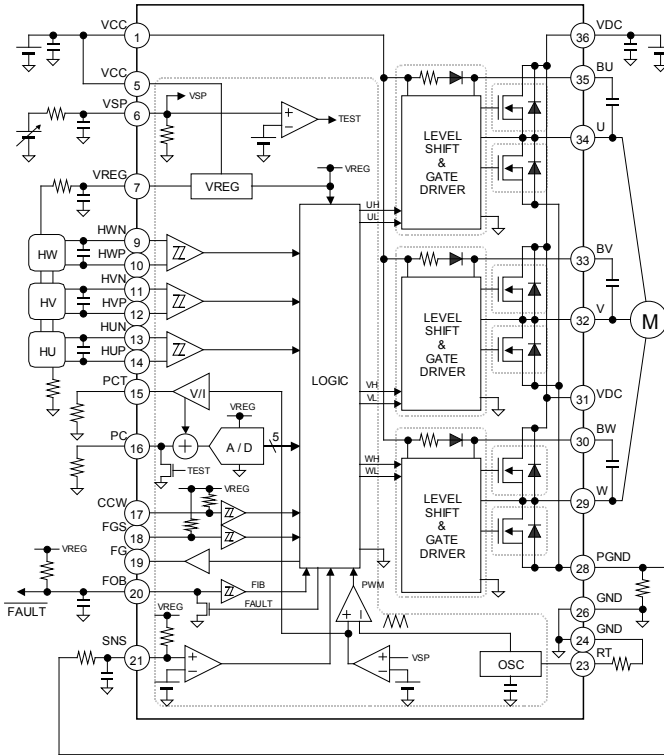 VCC
1
VCC
5
VSP
6
VSP
TEST
VREG
7
VREG
VREG
HWN
9
HW
HWP
10
HVN
11
HV
HVP
12
HUN
13
HU
HUP
14
PCT
15
V/I
PC
16
+
VREG
A / D
5
TEST
VREG
CCW
17
FGS
18
FG
19
VREG
FOB
20
FIB
FAULT
FAULT
VREG
SNS
21
+
−
LOGIC
PWM
+
−
+
−
VSP
OSC
UH
UL
VH
VL
WH
WL
LEVEL
SHIFT
&
GATE
DRIVER
LEVEL
SHIFT
&
GATE
DRIVER
LEVEL
SHIFT
&
GATE
DRIVER
+
−
36
VDC
35
BU
34
U
33
BV
32
V
M
31
VDC
30
BW
29
W
28
PGND
26
GND
24
GND
23
RT